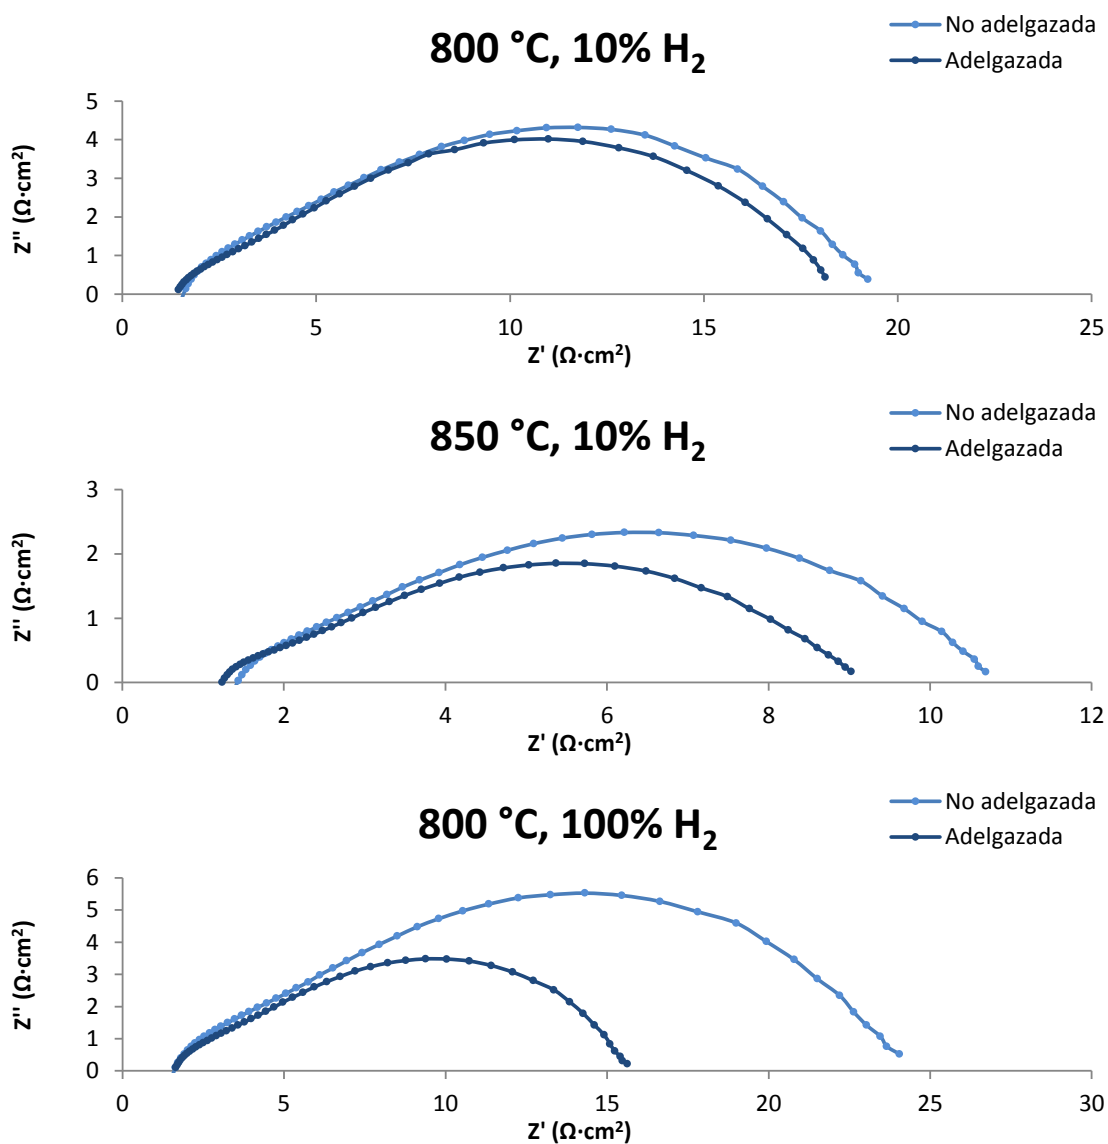 800 °C, 10% H₂
No adelgazada
Adelgazada
Z'' (Ω·cm²)
5
4
3
2
1
0
0 5 10 15 20 25
Z' (Ω·cm²)
850 °C, 10% H₂
No adelgazada
Adelgazada
Z'' (Ω·cm²)
3
2
1
0
0 2 4 6 8 10 12
Z' (Ω·cm²)
800 °C, 100% H₂
No adelgazada
Adelgazada
Z'' (Ω·cm²)
6
5
4
3
2
1
0
0 5 10 15 20 25 30
Z' (Ω·cm²)